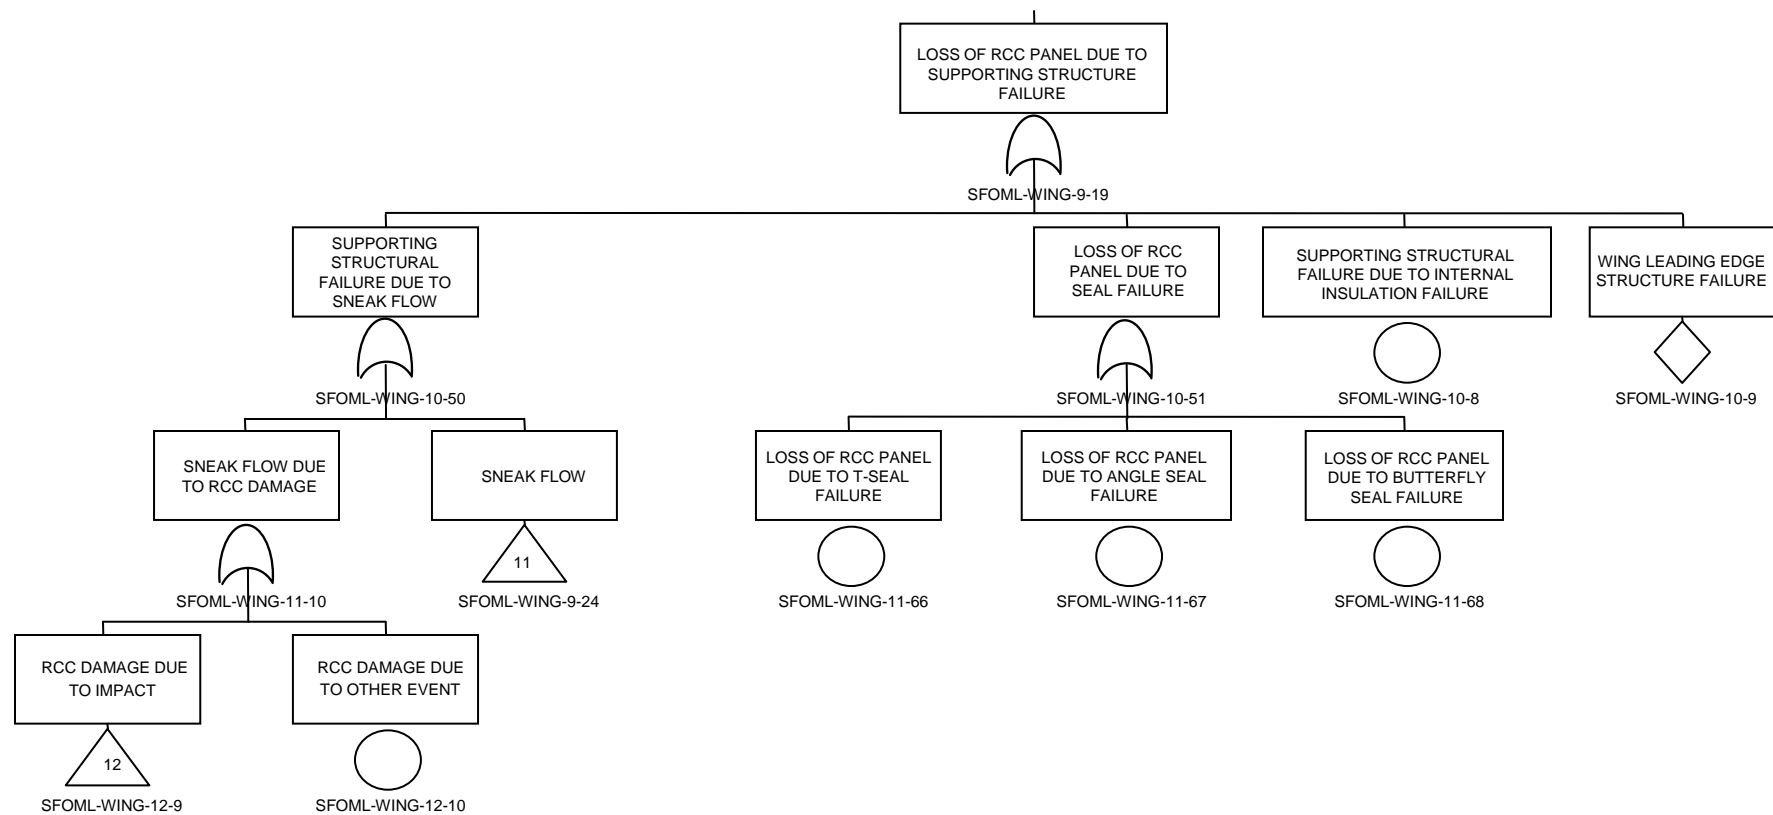 LOSS OF RCC PANEL DUE TO
SUPPORTING STRUCTURE
FAILURE
SFOML-WING-9-19
SUPPORTING
STRUCTURAL
FAILURE DUE TO
SNEAK FLOW
SFOML-WING-10-50
LOSS OF RCC
PANEL DUE TO
SEAL FAILURE
SFOML-WING-10-51
SUPPORTING STRUCTURAL
FAILURE DUE TO INTERNAL
INSULATION FAILURE
SFOML-WING-10-8
WING LEADING EDGE
STRUCTURE FAILURE
SFOML-WING-10-9
SNEAK FLOW DUE
TO RCC DAMAGE
SFOML-WING-11-10
SNEAK FLOW
11
SFOML-WING-9-24
LOSS OF RCC PANEL
DUE TO T-SEAL
FAILURE
SFOML-WING-11-66
LOSS OF RCC PANEL
DUE TO ANGLE SEAL
FAILURE
SFOML-WING-11-67
LOSS OF RCC PANEL
DUE TO BUTTERFLY
SEAL FAILURE
SFOML-WING-11-68
RCC DAMAGE DUE
TO IMPACT
12
SFOML-WING-12-9
RCC DAMAGE DUE
TO OTHER EVENT
SFOML-WING-12-10